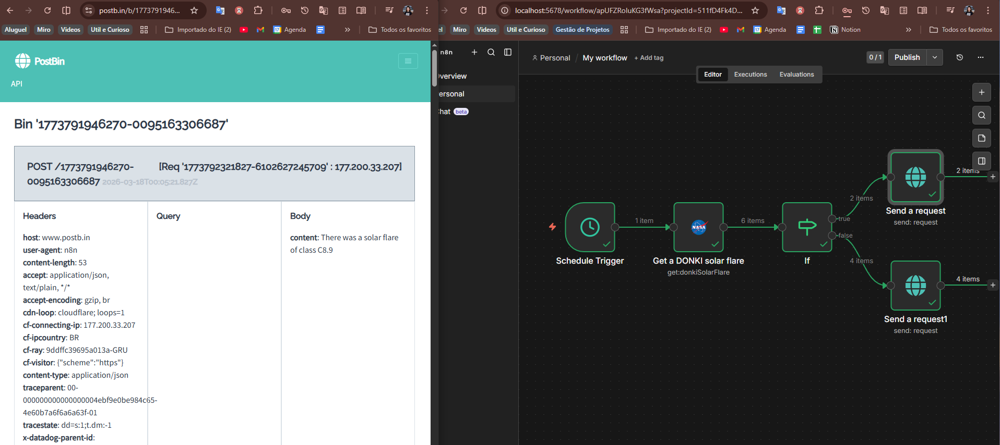 postb.in/b/1773791946...
localhost:5678/workflow/apUFZRoIuKG3fWsa?projectId=511fD4Fk4D...
Aluguel
Miro
Videos
Util e Curioso
Importado do IE (2)
Agenda
»
Todos os favoritos
el
Miro
Videos
Util e Curioso
Gestão de Projetos
Importado do IE (2)
Agenda
Notion
»
Todos os favoritos
PostBin
API
Bin '1773791946270-0095163306687'
POST /1773791946270-
0095163306687 2026-03-18T00:05:21.827Z
[Req '1773792321827-6102627245709' : 177.200.33.207]
Headers
host: www.postb.in
user-agent: n8n
content-length: 53
accept: application/json,
text/plain, */*
accept-encoding: gzip, br
cdn-loop: cloudflare; loops=1
cf-connecting-ip: 177.200.33.207
cf-ipcountry: BR
cf-ray: 9ddffc39695a013a-GRU
cf-visitor: {"scheme":"https"}
content-type: application/json
traceparent: 00-
000000000000000004ebf9e0be984c65-
4e60b7a6f6a6a63f-01
tracestate: dd=s:1;t.dm:-1
x-datadog-parent-id:
Query
Body
content: There was a solar flare
of class C8.9
n8n
Overview
ersonal
Chat beta
Personal / My workflow + Add tag
0 / 1
Publish
Editor
Executions
Evaluations
Schedule Trigger
1 item
NASA
Get a DONKI solar flare
get:donkiSolarFlare
6 items
If
true
false
2 items
4 items
Send a request
send: request
2 items
Send a request1
send: request
4 items